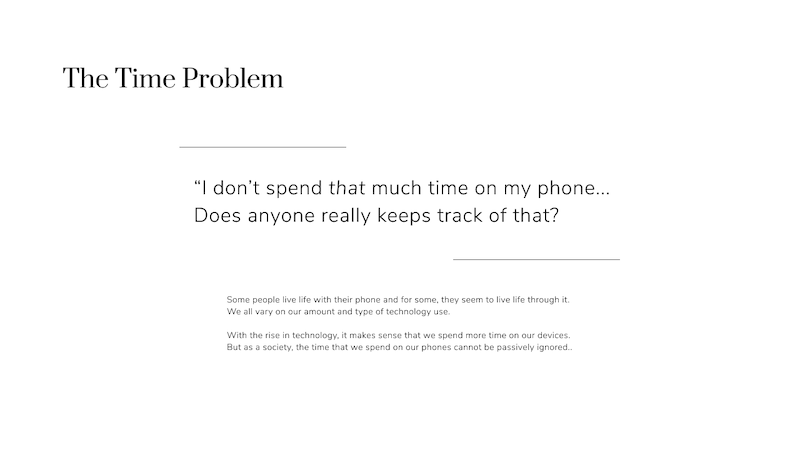 The Time Problem
“I don’t spend that much time on my phone...
Does anyone really keeps track of that?
Some people live life with their phone and for some, they seem to live life through it.
We all vary on our amount and type of technology use.
With the rise in technology, it makes sense that we spend more time on our devices.
But as a society, the time that we spend on our phones cannot be passively ignored..